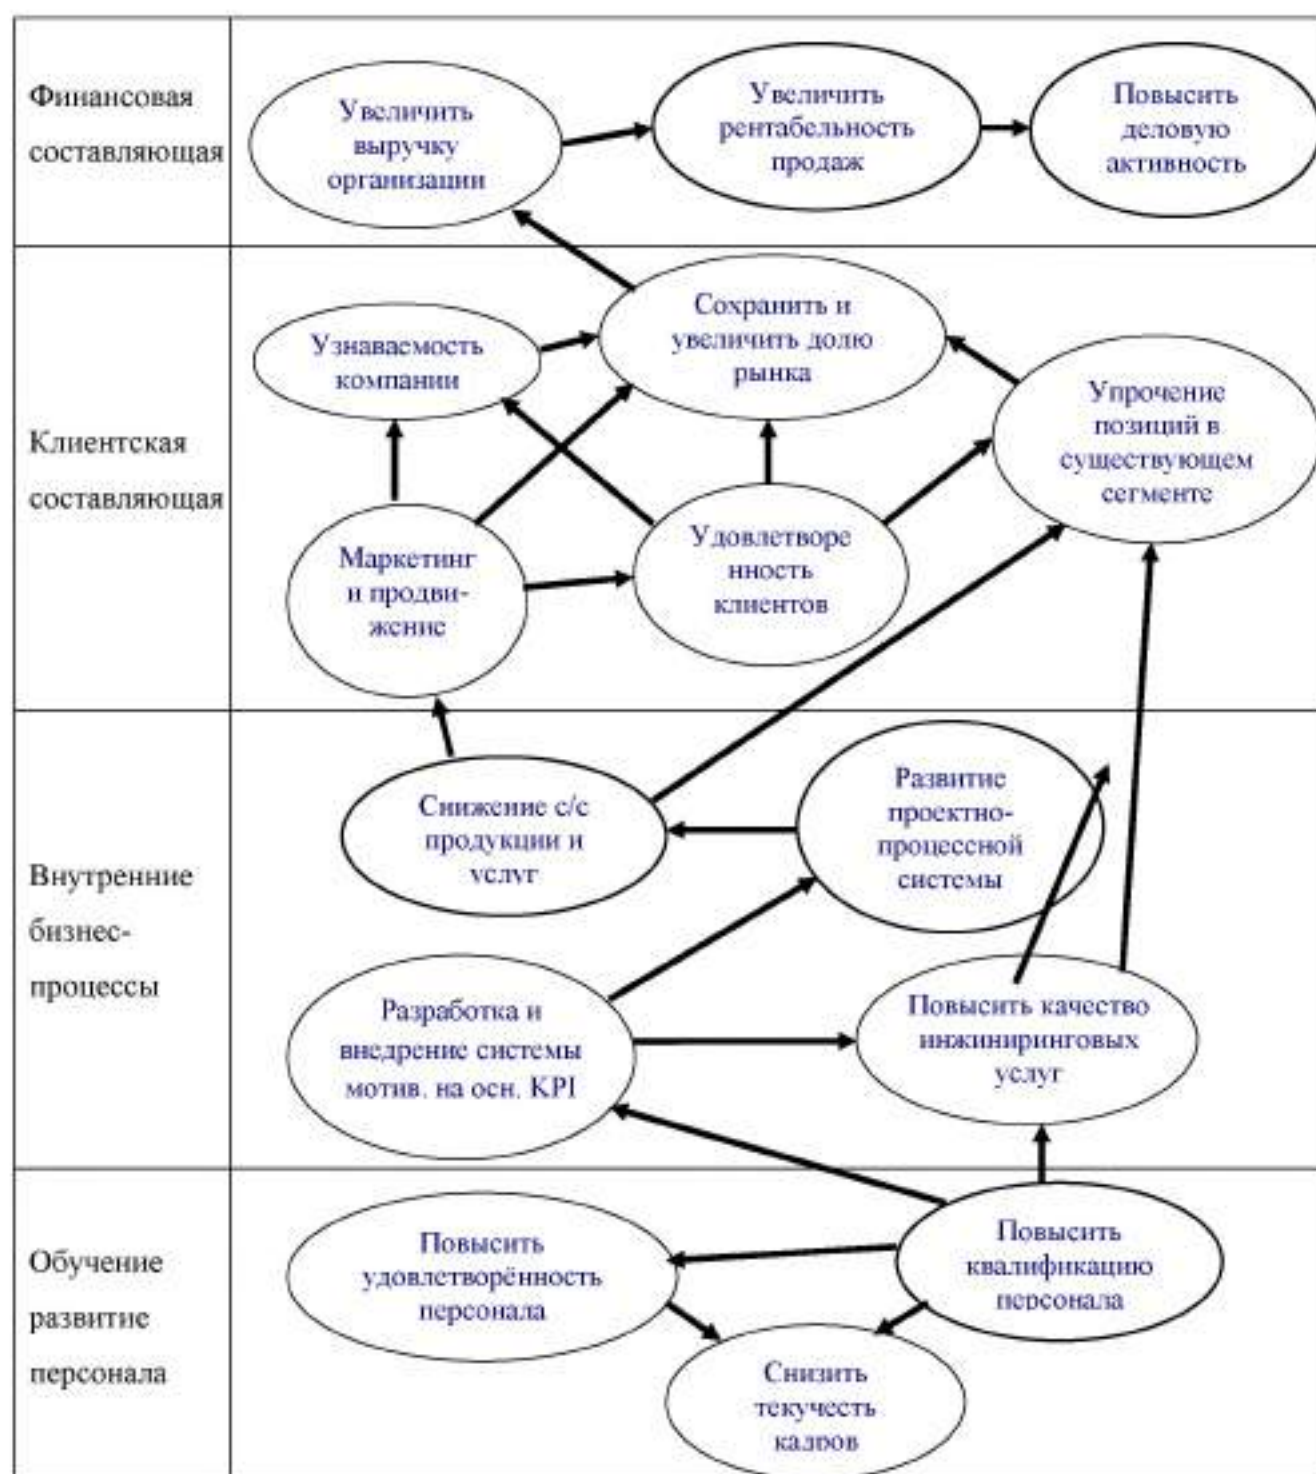 Финансовая
составляющая
Увеличить
выручку
организации
Увеличить
рентабельность
продаж
Повысить
деловую
активность
Клиентская
составляющая
Узнаваемость
компании
Сохранить и
увеличить долю
рынка
Упрочение
позиций в
существующем
сегменте
Маркетинг
и продви-
жение
Удовлетворе
нность
клиентов
Внутренние
бизнес-
процессы
Снижение с/с
продукции и
услуг
Развитие
проектно-
процессной
системы
Разработка и
внедрение системы
мотив. на осн. KPI
Повысить качество
инжиниринговых
услуг
Обучение
развитие
персонала
Повысить
удовлетворённость
персонала
Повысить
квалификацию
персонала
Снизить
текучесть
кадров